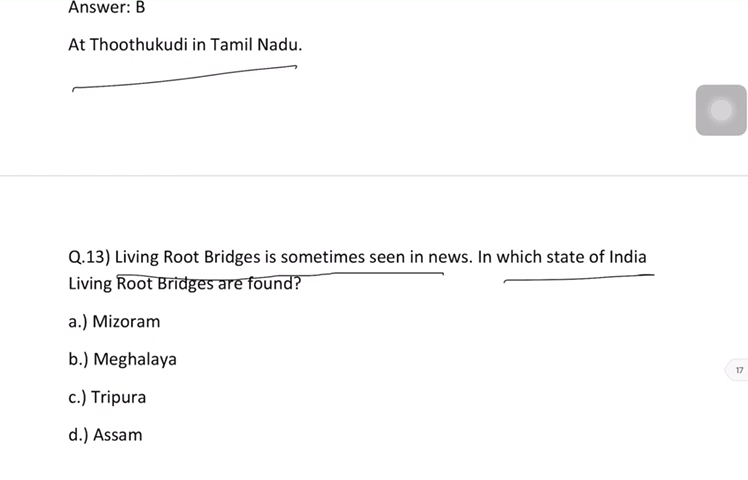 Answer: B
At Thoothukudi in Tamil Nadu.
Q.13) Living Root Bridges is sometimes seen in news. In which state of India
Living Root Bridges are found?
a.) Mizoram
b.) Meghalaya
17
c.) Tripura
d.) Assam